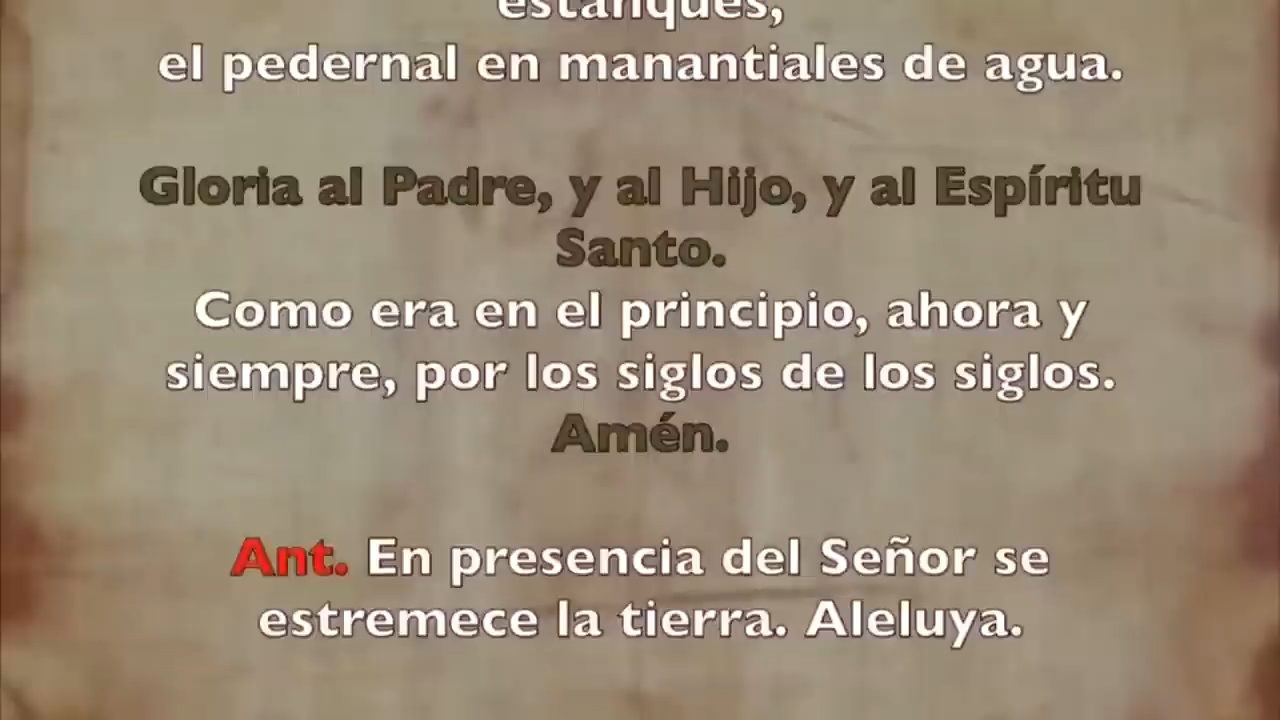 estanques,
el pedernal en manantiales de agua.
Gloria al Padre, y al Hijo, y al Espíritu
Santo.
Como era en el principio, ahora y
siempre, por los siglos de los siglos.
Amén.
Ant. En presencia del Señor se
estremece la tierra. Aleluya.